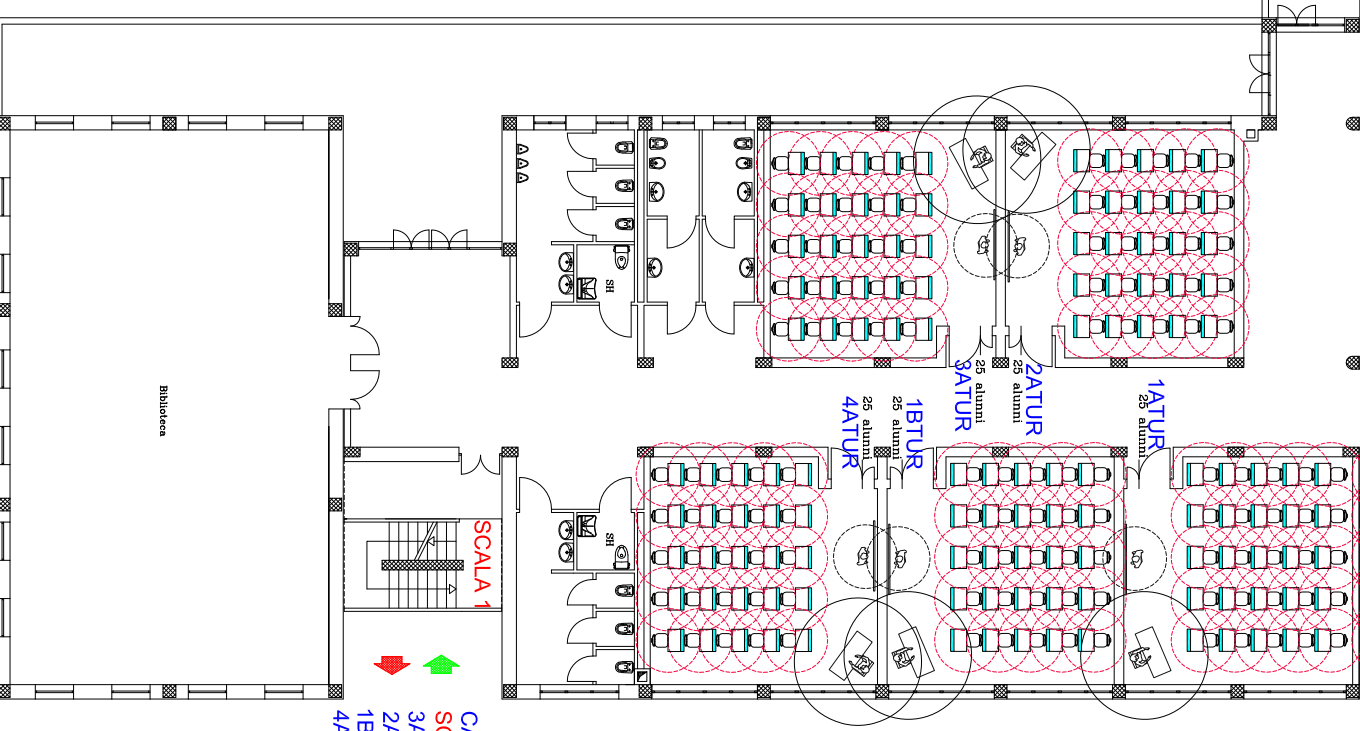 Biblioteca
SH
3ATUR
25 alunni
2ATUR
25 alunni
1ATUR
25 alunni
4ATUR
25 alunni
1BTUR
25 alunni
SH
SCALA 1